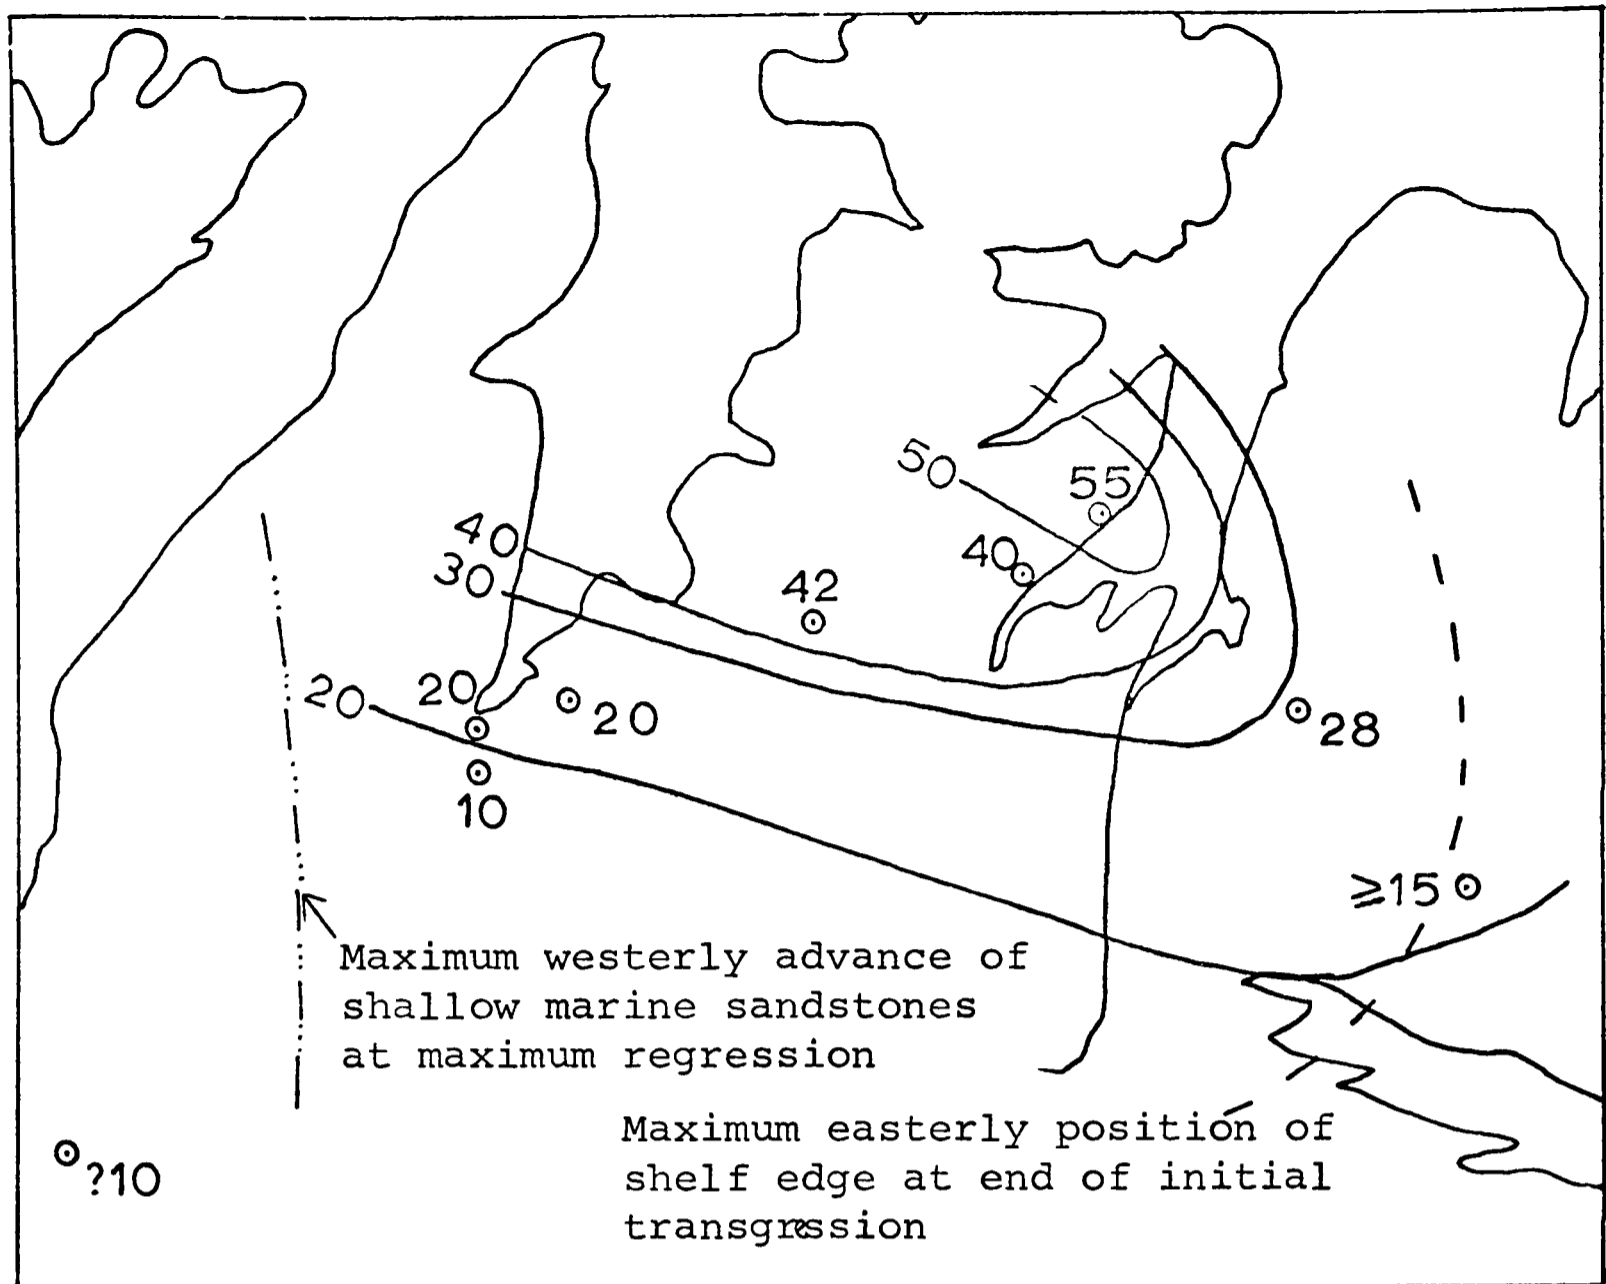 50
55
40
40
30
42
20
20
20
28
10
≥15
Maximum westerly advance of
shallow marine sandstones
at maximum regression
Maximum easterly position of
shelf edge at end of initial
transgression
?10